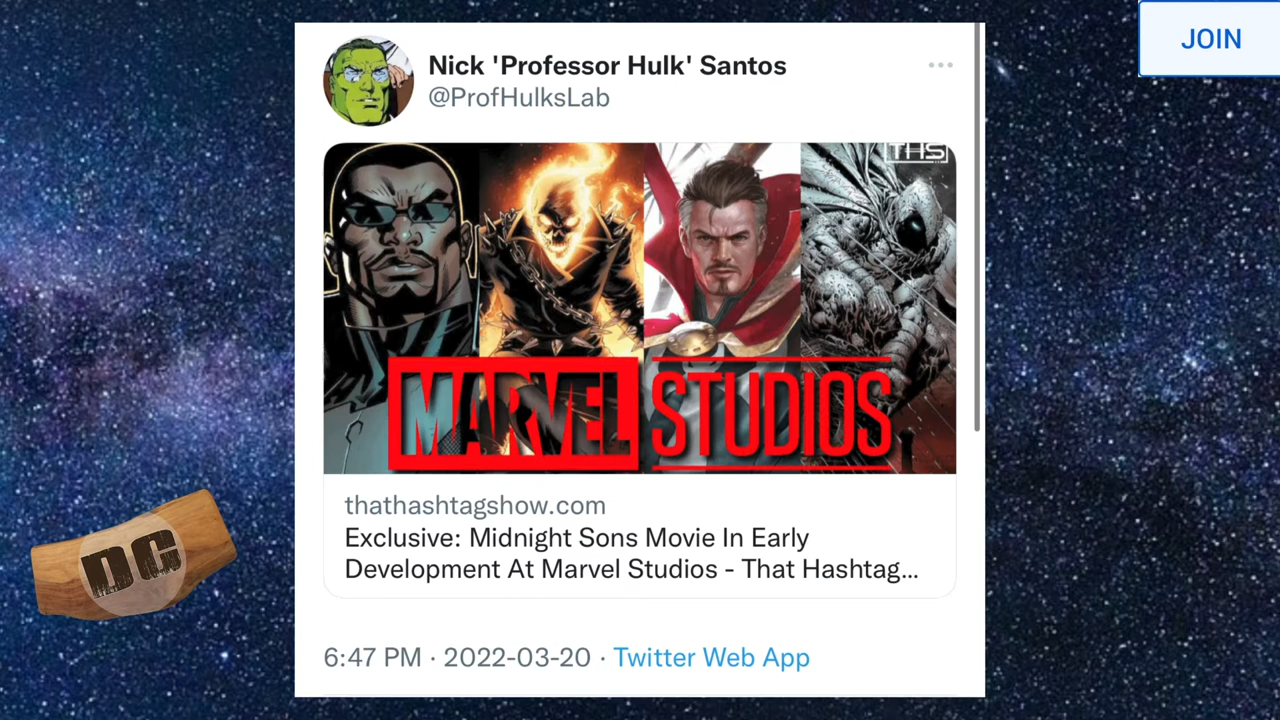 JOIN
Nick 'Professor Hulk' Santos
@ProfHulksLab
THS
MARVEL STUDIOS
thathashtagshow.com
Exclusive: Midnight Sons Movie In Early
Development At Marvel Studios - That Hashtag...
DG
6:47 PM · 2022-03-20 · Twitter Web App